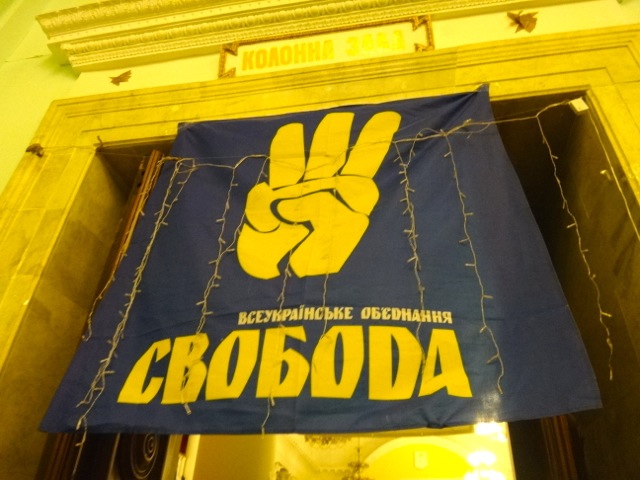 КОЛОННА ЗАЛА
ВСЕУКРАЇНСЬКЕ ОБ'ЄДНАННЯ
СВОБОДА